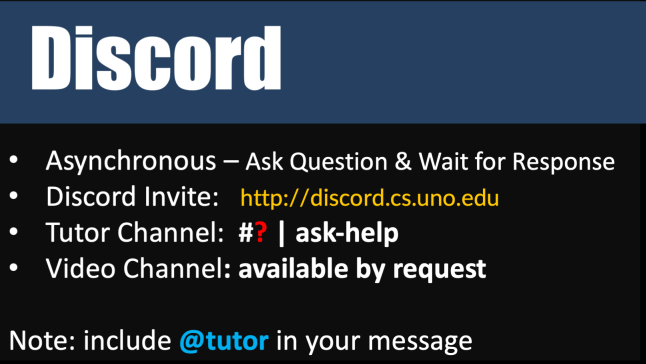 Discord
• Asynchronous – Ask Question & Wait for Response
• Discord Invite: http://discord.cs.uno.edu
• Tutor Channel: #? | ask-help
• Video Channel: available by request
Note: include @tutor in your message